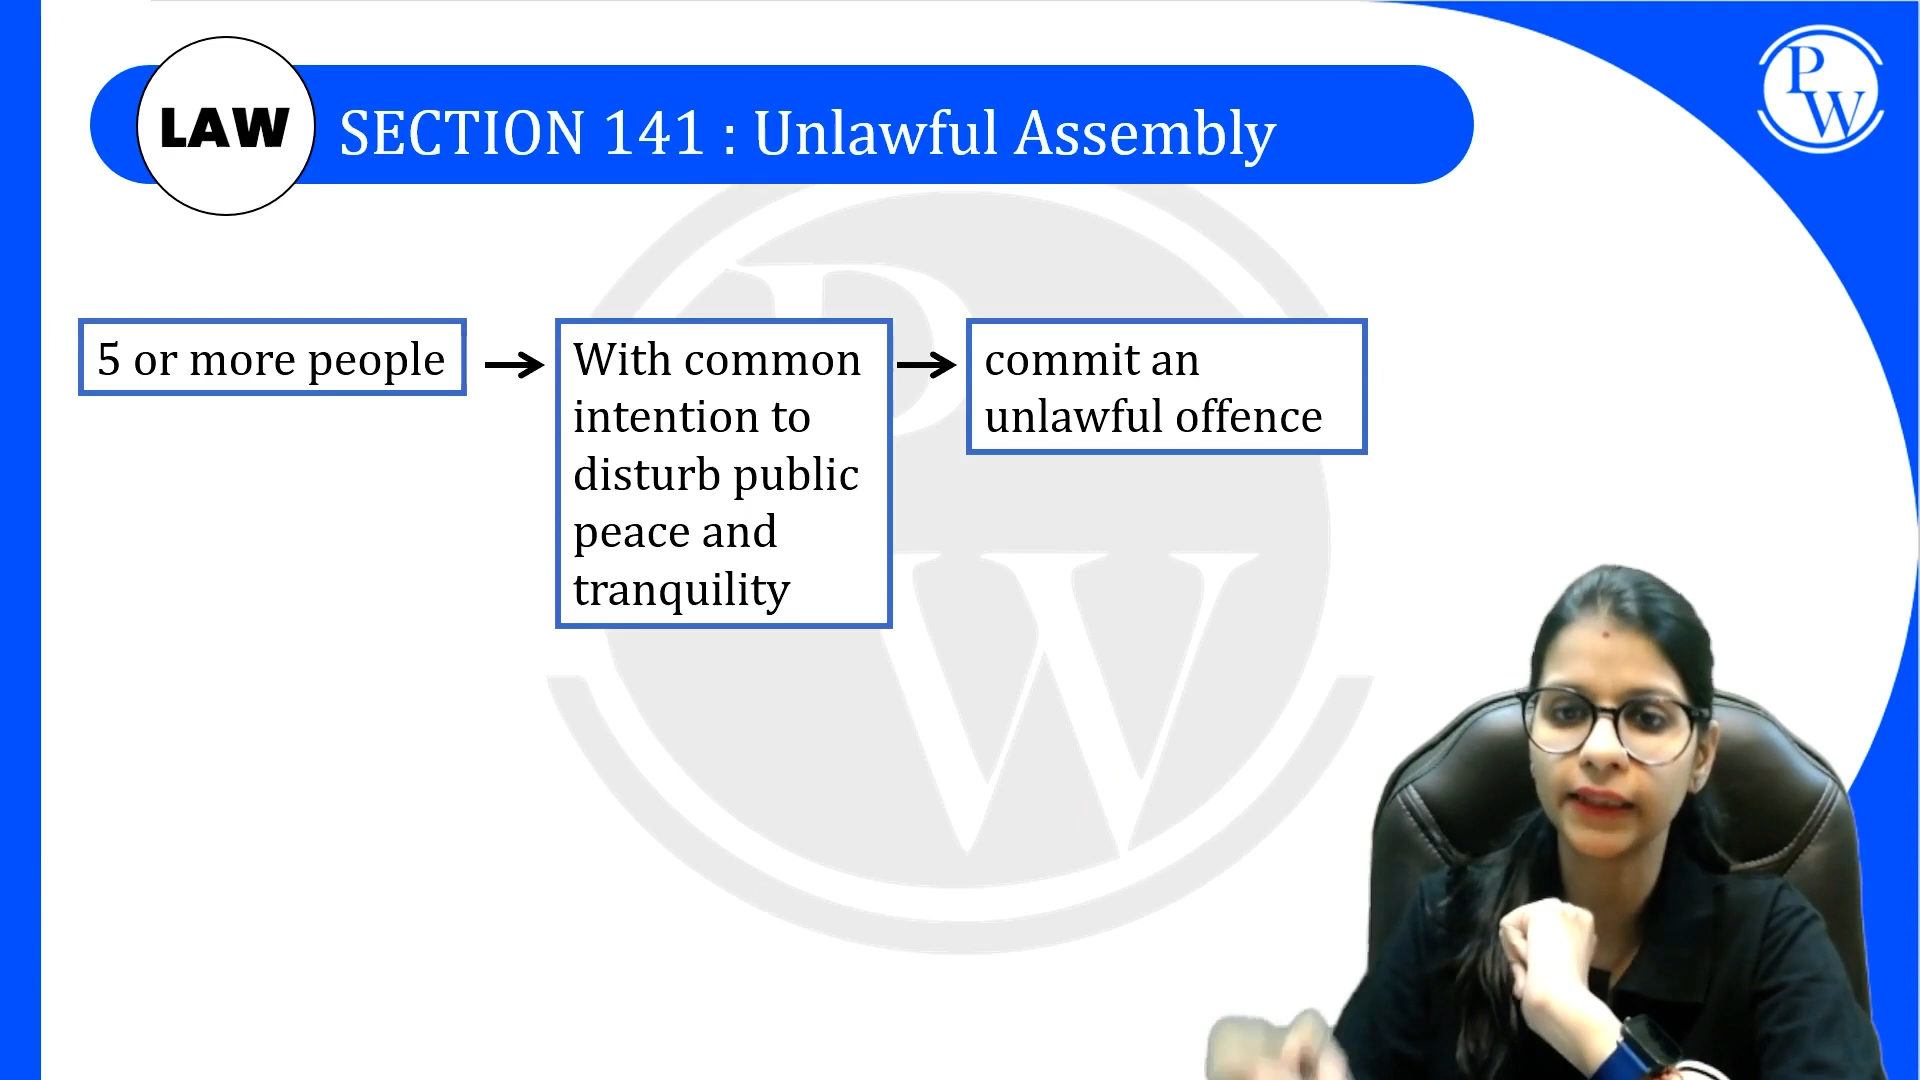 LAW
SECTION 141 : Unlawful Assembly
PW
5 or more people
With common
intention to
disturb public
peace and
tranquility
commit an
unlawful offence
PW